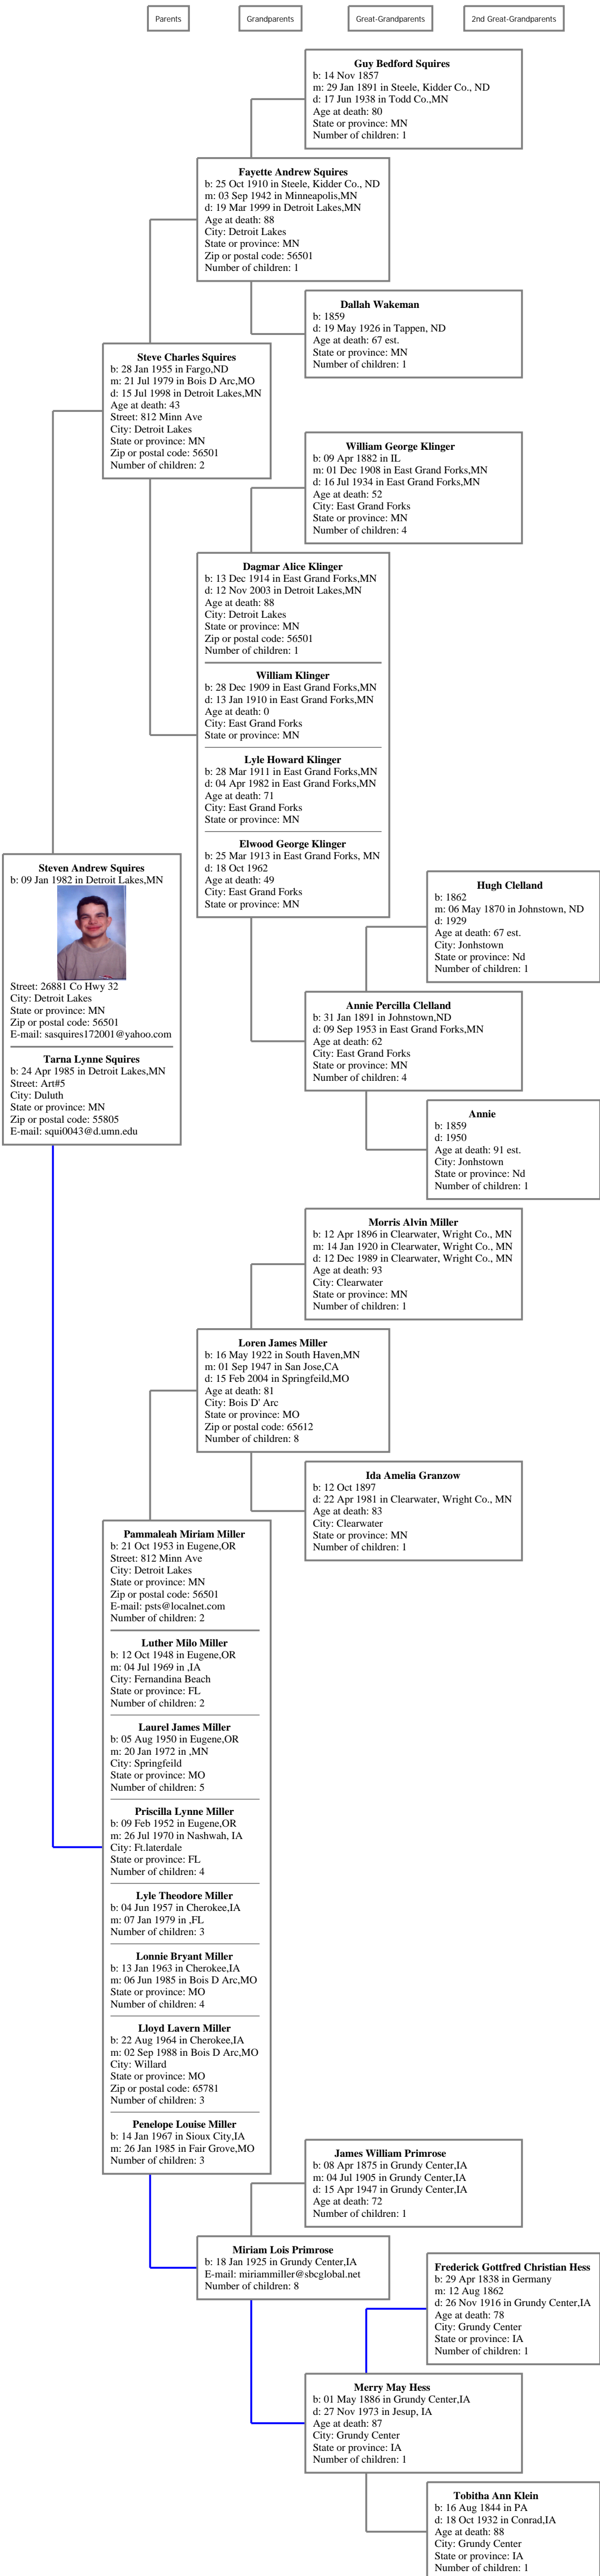 Parents
Grandparents
Great-Grandparents
2nd Great-Grandparents
Guy Bedford Squires
b: 14 Nov 1857
m: 29 Jan 1891 in Steele, Kidder Co., ND
d: 17 Jun 1938 in Todd Co.,MN
Age at death: 80
State or province: MN
Number of children: 1
Fayette Andrew Squires
b: 25 Oct 1910 in Steele, Kidder Co., ND
m: 03 Sep 1942 in Minneapolis,MN
d: 19 Mar 1999 in Detroit Lakes,MN
Age at death: 88
City: Detroit Lakes
State or province: MN
Zip or postal code: 56501
Number of children: 1
Dallah Wakeman
b: 1859
d: 19 May 1926 in Tappen, ND
Age at death: 67 est.
State or province: MN
Number of children: 1
Steve Charles Squires
b: 28 Jan 1955 in Fargo,ND
m: 21 Jul 1979 in Bois D Arc,MO
d: 15 Jul 1998 in Detroit Lakes,MN
Age at death: 43
Street: 812 Minn Ave
City: Detroit Lakes
State or province: MN
Zip or postal code: 56501
Number of children: 2
William George Klinger
b: 09 Apr 1882 in IL
m: 01 Dec 1908 in East Grand Forks,MN
d: 16 Jul 1934 in East Grand Forks,MN
Age at death: 52
City: East Grand Forks
State or province: MN
Number of children: 4
Dagmar Alice Klinger
b: 13 Dec 1914 in East Grand Forks,MN
d: 12 Nov 2003 in Detroit Lakes,MN
Age at death: 88
City: Detroit Lakes
State or province: MN
Zip or postal code: 56501
Number of children: 1
William Klinger
b: 28 Dec 1909 in East Grand Forks,MN
d: 13 Jan 1910 in East Grand Forks,MN
Age at death: 0
City: East Grand Forks
State or province: MN
Lyle Howard Klinger
b: 28 Mar 1911 in East Grand Forks,MN
d: 04 Apr 1982 in East Grand Forks,MN
Age at death: 71
City: East Grand Forks
State or province: MN
Elwood George Klinger
b: 25 Mar 1913 in East Grand Forks, MN
d: 18 Oct 1962
Age at death: 49
City: East Grand Forks
State or province: MN
Steven Andrew Squires
b: 09 Jan 1982 in Detroit Lakes,MN
Street: 26881 Co Hwy 32
City: Detroit Lakes
State or province: MN
Zip or postal code: 56501
E-mail: sasquires172001@yahoo.com
Tarna Lynne Squires
b: 24 Apr 1985 in Detroit Lakes,MN
Street: Art#5
City: Duluth
State or province: MN
Zip or postal code: 55805
E-mail: squi0043@d.umn.edu
Hugh Clelland
b: 1862
m: 06 May 1870 in Johnstown, ND
d: 1929
Age at death: 67 est.
City: Jonhstown
State or province: Nd
Number of children: 1
Annie Percilla Clelland
b: 31 Jan 1891 in Johnstown,ND
d: 09 Sep 1953 in East Grand Forks,MN
Age at death: 62
City: East Grand Forks
State or province: MN
Number of children: 4
Annie
b: 1859
d: 1950
Age at death: 91 est.
City: Jonhstown
State or province: Nd
Number of children: 1
Morris Alvin Miller
b: 12 Apr 1896 in Clearwater, Wright Co., MN
m: 14 Jan 1920 in Clearwater, Wright Co., MN
d: 12 Dec 1989 in Clearwater, Wright Co., MN
Age at death: 93
City: Clearwater
State or province: MN
Number of children: 1
Loren James Miller
b: 16 May 1922 in South Haven,MN
m: 01 Sep 1947 in San Jose,CA
d: 15 Feb 2004 in Springfeild,MO
Age at death: 81
City: Bois D' Arc
State or province: MO
Zip or postal code: 65612
Number of children: 8
Ida Amelia Granzow
b: 12 Oct 1897
d: 22 Apr 1981 in Clearwater, Wright Co., MN
Age at death: 83
City: Clearwater
State or province: MN
Number of children: 1
Pammaleah Miriam Miller
b: 21 Oct 1953 in Eugene,OR
Street: 812 Minn Ave
City: Detroit Lakes
State or province: MN
Zip or postal code: 56501
E-mail: psts@localnet.com
Number of children: 2
Luther Milo Miller
b: 12 Oct 1948 in Eugene,OR
m: 04 Jul 1969 in ,IA
City: Fernandina Beach
State or province: FL
Number of children: 2
Laurel James Miller
b: 05 Aug 1950 in Eugene,OR
m: 20 Jan 1972 in ,MN
City: Springfeild
State or province: MO
Number of children: 5
Priscilla Lynne Miller
b: 09 Feb 1952 in Eugene,OR
m: 26 Jul 1970 in Nashwah, IA
City: Ft.laterdale
State or province: FL
Number of children: 4
Lyle Theodore Miller
b: 04 Jun 1957 in Cherokee,IA
m: 07 Jan 1979 in ,FL
Number of children: 3
Lonnie Bryant Miller
b: 13 Jan 1963 in Cherokee,IA
m: 06 Jun 1985 in Bois D Arc,MO
State or province: MO
Number of children: 4
Lloyd Lavern Miller
b: 22 Aug 1964 in Cherokee,IA
m: 02 Sep 1988 in Bois D Arc,MO
City: Willard
State or province: MO
Zip or postal code: 65781
Number of children: 3
Penelope Louise Miller
b: 14 Jan 1967 in Sioux City,IA
m: 26 Jan 1985 in Fair Grove,MO
Number of children: 3
James William Primrose
b: 08 Apr 1875 in Grundy Center,IA
m: 04 Jul 1905 in Grundy Center,IA
d: 15 Apr 1947 in Grundy Center,IA
Age at death: 72
Number of children: 1
Miriam Lois Primrose
b: 18 Jan 1925 in Grundy Center,IA
E-mail: miriammiller@sbcglobal.net
Number of children: 8
Frederick Gottfred Christian Hess
b: 29 Apr 1838 in Germany
m: 12 Aug 1862
d: 26 Nov 1916 in Grundy Center,IA
Age at death: 78
City: Grundy Center
State or province: IA
Number of children: 1
Merry May Hess
b: 01 May 1886 in Grundy Center,IA
d: 27 Nov 1973 in Jesup, IA
Age at death: 87
City: Grundy Center
State or province: IA
Number of children: 1
Tobitha Ann Klein
b: 16 Aug 1844 in PA
d: 18 Oct 1932 in Conrad,IA
Age at death: 88
City: Grundy Center
State or province: IA
Number of children: 1